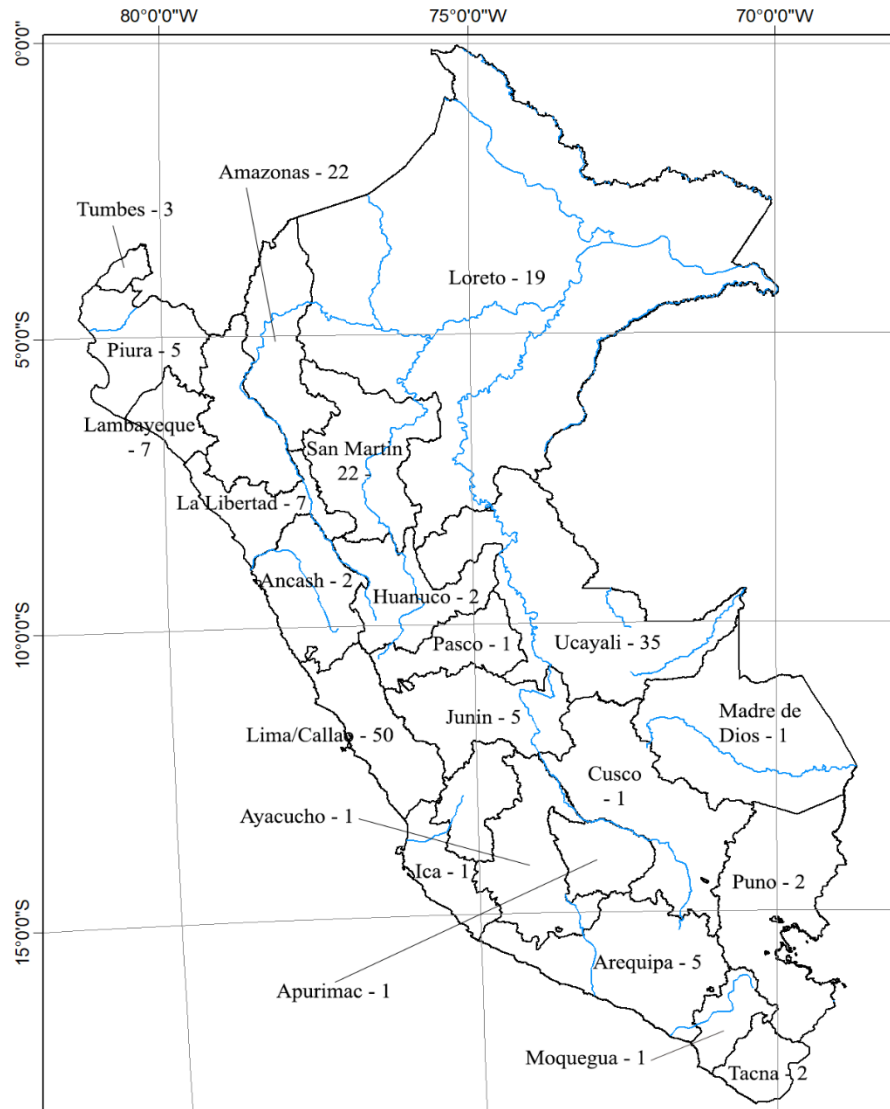 80°0'0"W
75°0'0"W
70°0'0"W
0°0'0"
Amazonas - 22
Tumbes - 3
Loreto - 19
5°0'0"S
Piura - 5
Lambayeque
- 7
San Martin
22 -
La Libertad - 7
Ancash - 2
Huanuco - 2
10°0'0"S
Pasco - 1
Ucayali - 35
Junin - 5
Madre de
Dios - 1
Lima/Callao - 50
Cusco
- 1
Ayacucho - 1
Ica - 1
Puno - 2
15°0'0"S
Arequipa - 5
Apurimac - 1
Moquegua - 1
Tacna - 2